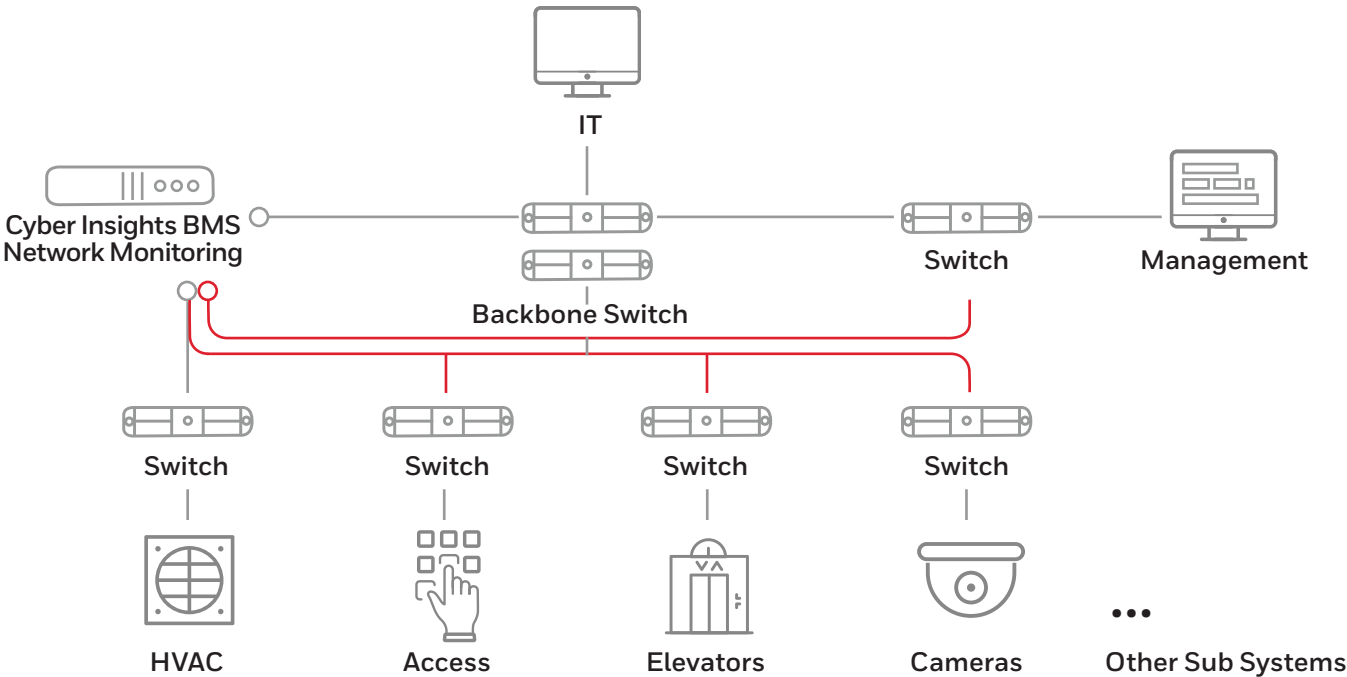 IT
Cyber Insights BMS
Network Monitoring
Switch
Management
Backbone Switch
Switch
Switch
Switch
Switch
HVAC
Access
Elevators
Cameras
...
Other Sub Systems